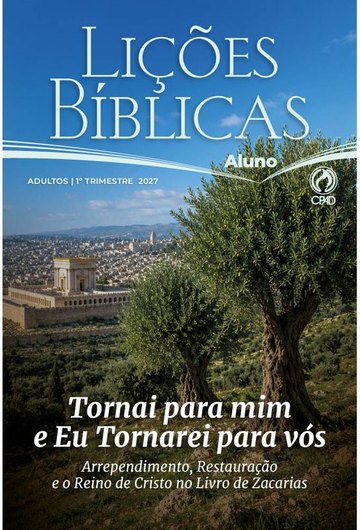 LIÇÕES
BÍBLICAS
Aluno
ADULTOS | 1º TRIMESTRE 2027
CPAD
Tornai para mim
e Eu Tornarei para vós
Arrependimento, Restauração
e o Reino de Cristo no Livro de Zacarias